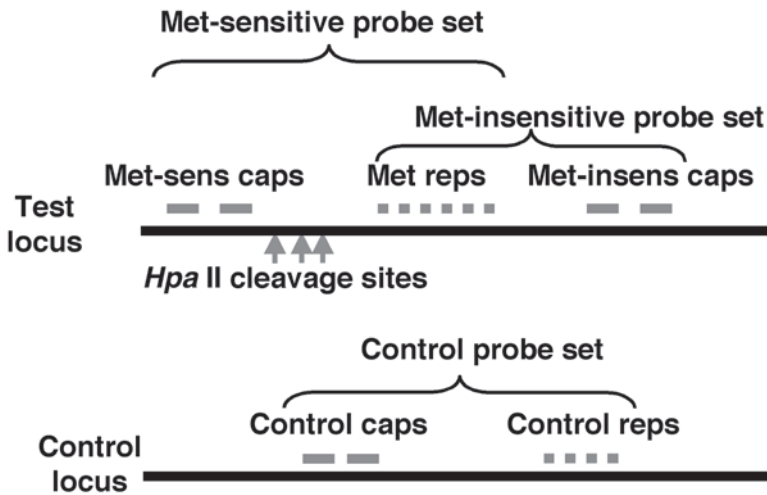 Met-sensitive probe set
Met-insensitive probe set
Met-sens caps
Met reps
Met-insens caps
Test
locus
Hpa II cleavage sites
Control probe set
Control caps
Control reps
Control
locus